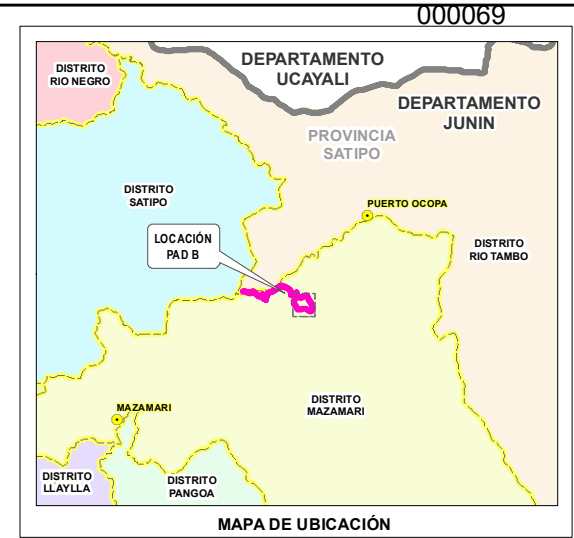 000069
DEPARTAMENTO
UCAYALI
DISTRITO
RIO NEGRO
DEPARTAMENTO
JUNIN
PROVINCIA
SATIPO
DISTRITO
SATIPO
PUERTO OCOPA
LOCACIÓN
PAD B
DISTRITO
RIO TAMBO
DISTRITO
MAZAMARI
MAZAMARI
DISTRITO
LLAYLLA
DISTRITO
PANGOA
MAPA DE UBICACIÓN